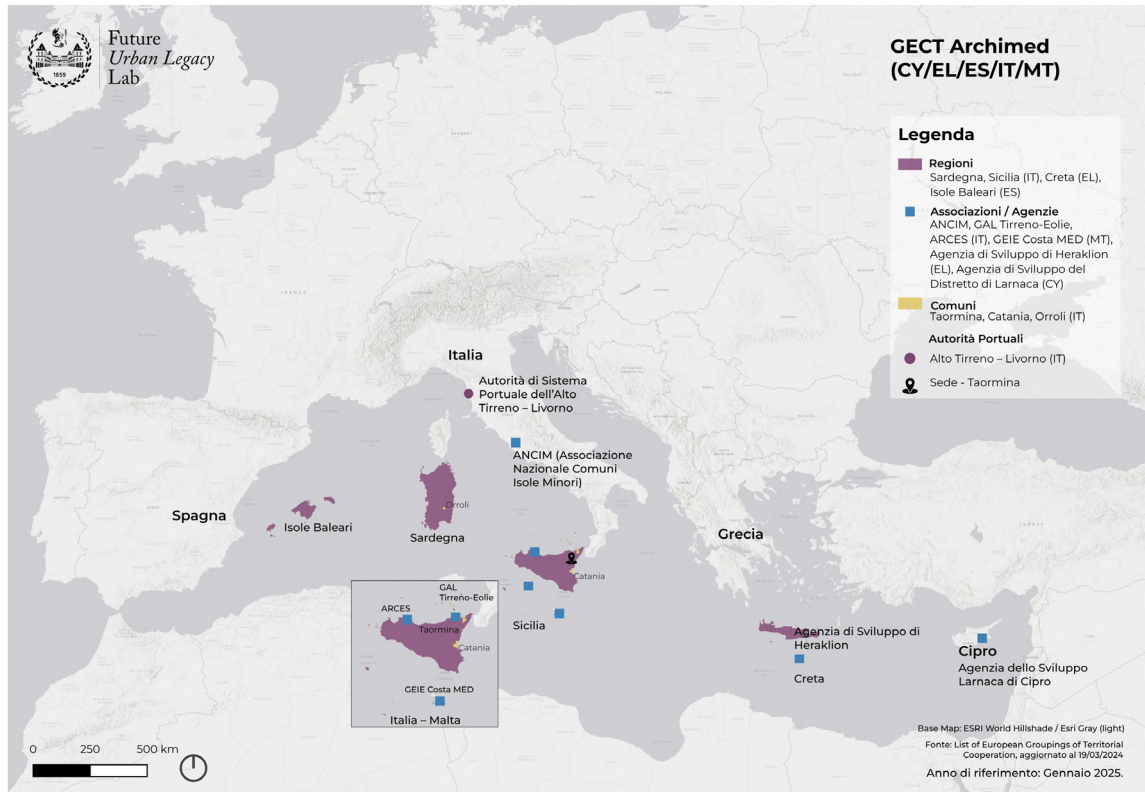 Future
Urban Legacy
Lab
1859
GECT Archimed
(CY/EL/ES/IT/MT)
Legenda
Regioni
Sardegna, Sicilia (IT), Creta (EL),
Isole Baleari (ES)
Associazioni / Agenzie
ANCIM, GAL Tirreno-Eolie,
ARCES (IT), GEIE Costa MED (MT),
Agenzia di Sviluppo di Heraklion
(EL), Agenzia di Sviluppo del
Distretto di Larnaca (CY)
Comuni
Taormina, Catania, Orroli (IT)
Autorità Portuali
Alto Tirreno – Livorno (IT)
Sede - Taormina
Italia
Autorità di Sistema
Portuale dell'Alto
Tirreno – Livorno
ANCIM (Associazione
Nazionale Comuni
Isole Minori)
Spagna
Isole Baleari
Orroli
Sardegna
Grecia
Catania
Sicilia
GAL
Tirreno-Eolie
ARCES
Taormina
Catania
GEIE Costa MED
Italia – Malta
Agenzia di Sviluppo di
Heraklion
Creta
Cipro
Agenzia dello Sviluppo
Larnaca di Cipro
FRANCE
TURKEY
0 250 500 km
Base Map: ESRI World Hillshade / Esri Gray (light)
Fonte: List of European Groupings of Territorial
Cooperation, aggiornato al 19/03/2024
Anno di riferimento: Gennaio 2025.